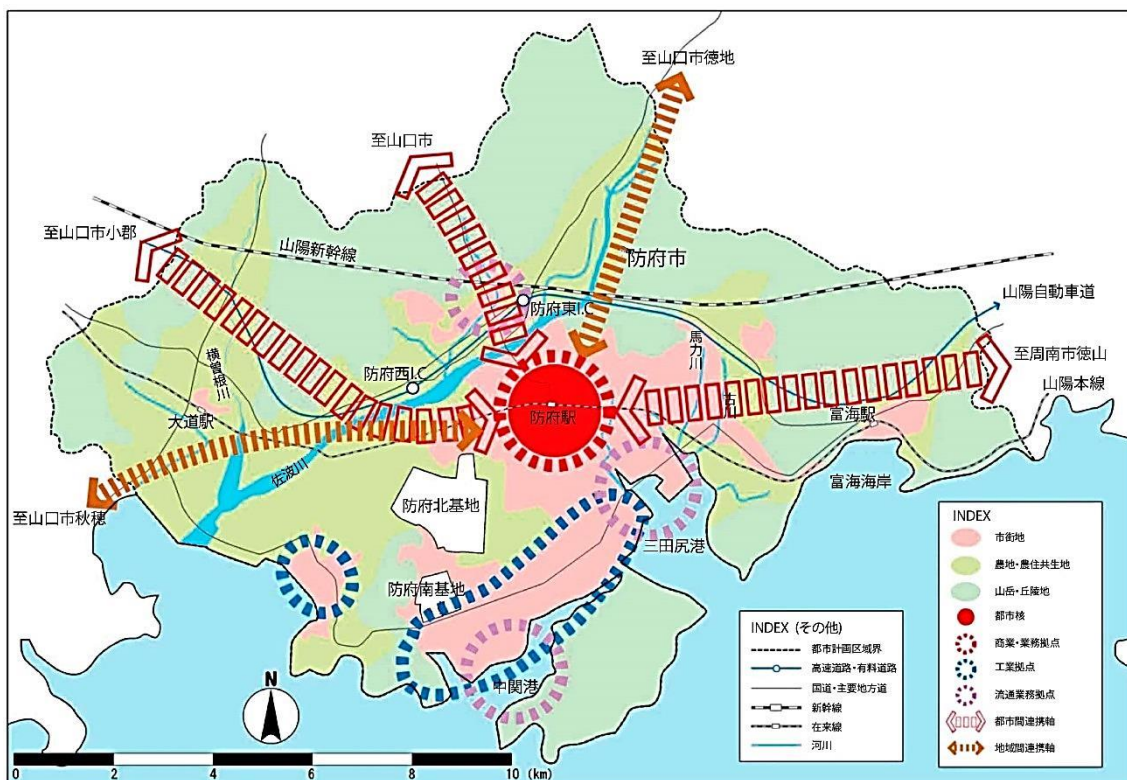 至山口市徳地
至山口市
至山口市小郡
山陽新幹線
防府市
山陽自動車道
防府東I.C
馬刀川
至周南市徳山
横曽根川
防府西I.C
山陽本線
大道駅
防府駅
富海駅
佐波川
富海海岸
至山口市秋穂
防府北基地
三田尻港
防府南基地
中関港
INDEX
市街地
農地・農住共生地
山岳・丘陵地
都市核
商業・業務拠点
工業拠点
流通業務拠点
都市間連携軸
地域間連携軸
INDEX (その他)
都市計画区域界
高速道路・有料道路
国道・主要地方道
新幹線
在来線
河川
N
0 2 4 6 8 10 (km)